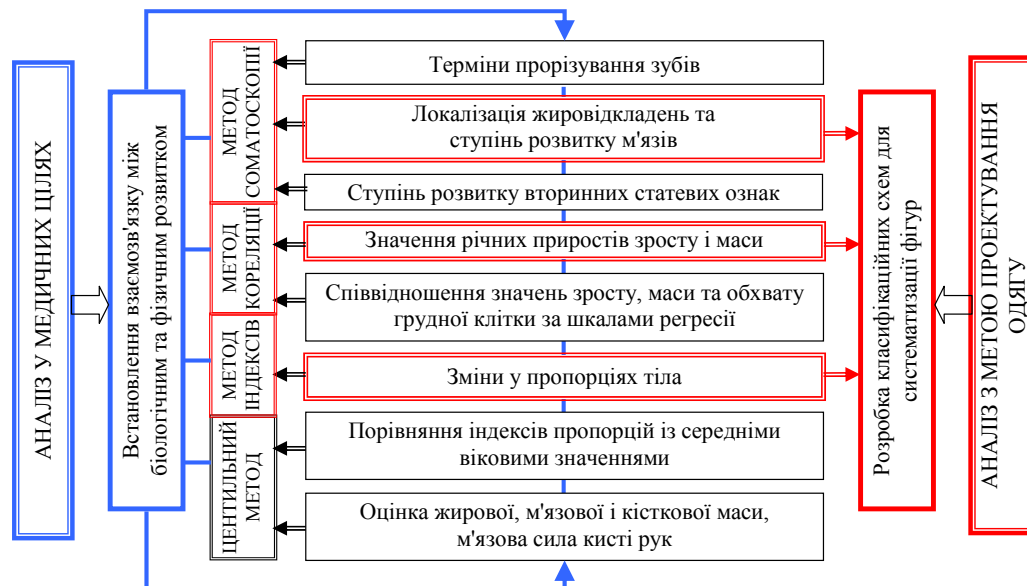 АНАЛІЗ У МЕДИЧНИХ ЦІЛЯХ
Встановлення взаємозв'язку між
біологічним та фізичним розвитком
МЕТОД
СОМАТОСКОПІЇ
МЕТОД
КОРЕЛЯЦІЇ
МЕТОД
ІНДЕКСІВ
ЦЕНТИЛЬНИЙ
МЕТОД
Терміни прорізування зубів
Локалізація жировідкладень та
ступінь розвитку м'язів
Ступінь розвитку вторинних статевих ознак
Значення річних приростів зросту і маси
Співвідношення значень зросту, маси та обхвату
грудної клітки за шкалами регресії
Зміни у пропорціях тіла
Порівняння індексів пропорцій із середніми
віковими значеннями
Оцінка жирової, м'язової і кісткової маси,
м'язова сила кисті рук
Розробка класифікаційних схем для
систематизації фігур
АНАЛІЗ З МЕТОЮ ПРОЕКТУВАННЯ
ОДЯГУ